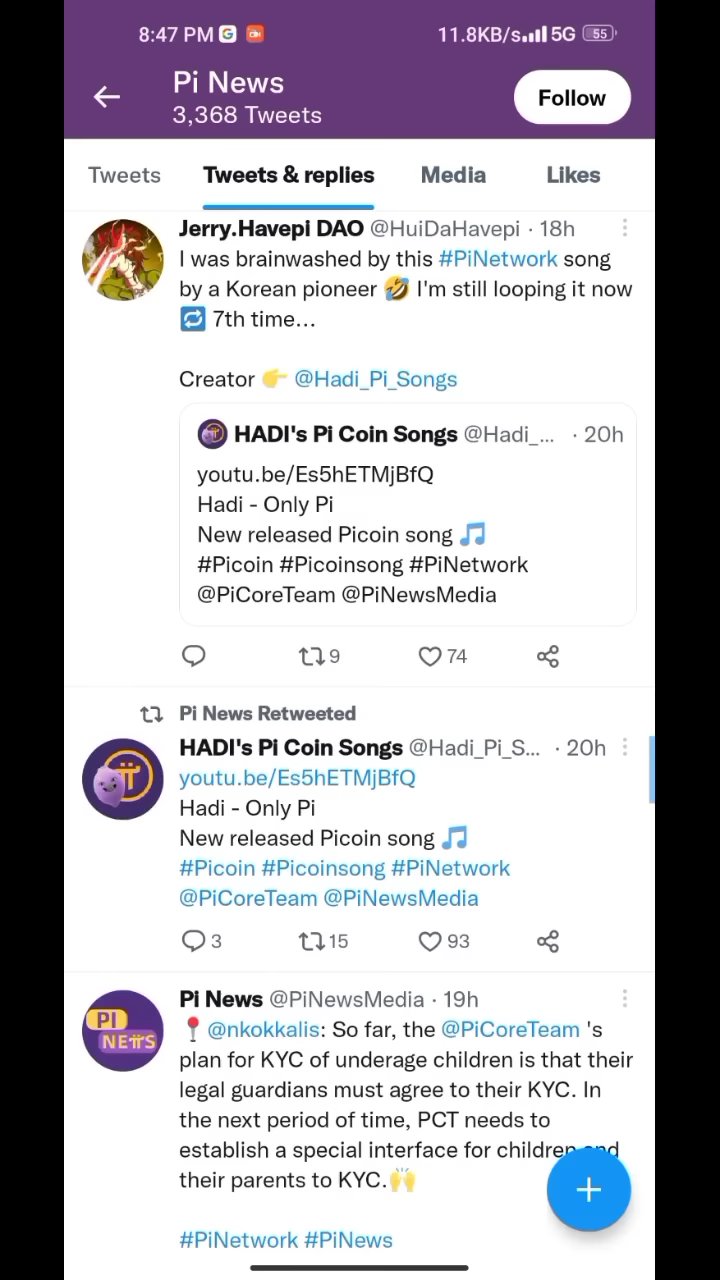 8:47 PM G 11.8KB/s 5G 55
Pi News
3,368 Tweets
Follow
Tweets Tweets & replies Media Likes
Jerry.Havepi DAO @HuiDaHavepi · 18h
I was brainwashed by this #PiNetwork song
by a Korean pioneer 🤣 I'm still looping it now
🔁 7th time...
Creator 👉 @Hadi_Pi_Songs
HADI's Pi Coin Songs @Hadi_... · 20h
youtu.be/Es5hETMjBfQ
Hadi - Only Pi
New released Picoin song 🎵
#Picoin #Picoinsong #PiNetwork
@PiCoreTeam @PiNewsMedia
9 74
Pi News Retweeted
HADI's Pi Coin Songs @Hadi_Pi_S... · 20h
youtu.be/Es5hETMjBfQ
Hadi - Only Pi
New released Picoin song 🎵
#Picoin #Picoinsong #PiNetwork
@PiCoreTeam @PiNewsMedia
3 15 93
PI
NEWS
Pi News @PiNewsMedia · 19h
📍@nkokkalis: So far, the @PiCoreTeam 's
plan for KYC of underage children is that their
legal guardians must agree to their KYC. In
the next period of time, PCT needs to
establish a special interface for children and
their parents to KYC.🙌
#PiNetwork #PiNews